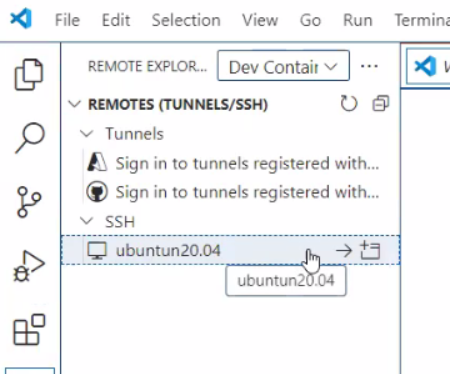 File Edit Selection View Go Run Termina
REMOTE EXPLOR... Dev Contair ...
REMOTES (TUNNELS/SSH)
Tunnels
Sign in to tunnels registered with...
Sign in to tunnels registered with...
SSH
ubuntun20.04
ubuntun20.04